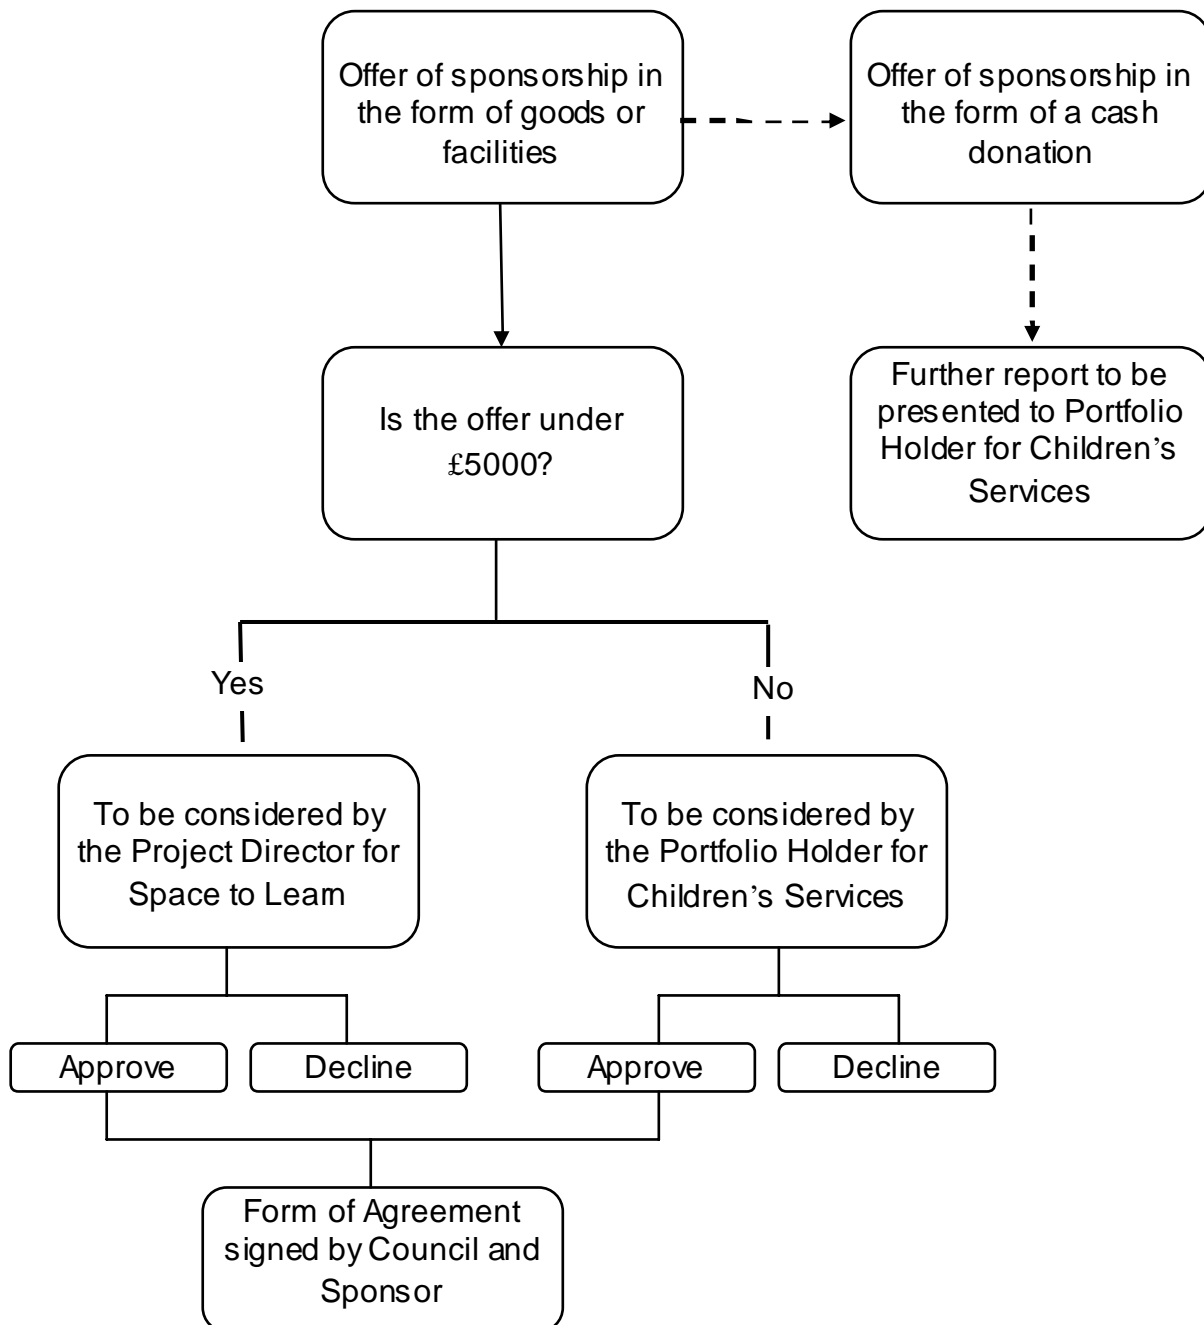 Offer of sponsorship in
the form of goods or
facilities
Offer of sponsorship in
the form of a cash
donation
Is the offer under
£5000?
Further report to be
presented to Portfolio
Holder for Children’s
Services
Yes
No
To be considered by
the Project Director for
Space to Learn
To be considered by
the Portfolio Holder for
Children’s Services
Approve
Decline
Approve
Decline
Form of Agreement
signed by Council and
Sponsor